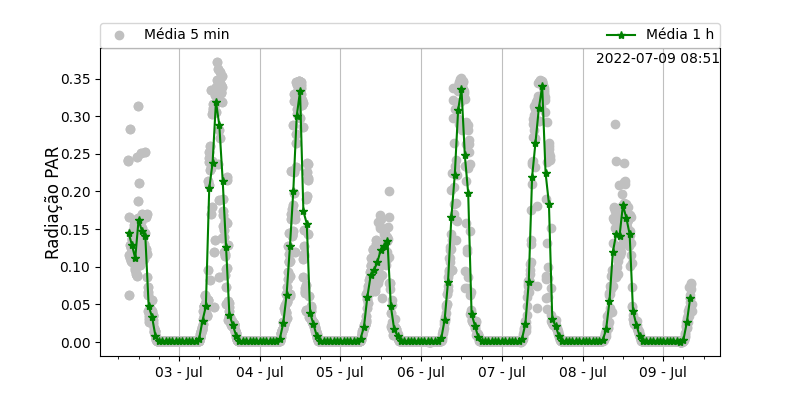 Média 5 min
Média 1 h
2022-07-09 08:51
Radiação PAR
0.35
0.30
0.25
0.20
0.15
0.10
0.05
0.00
03 - Jul
04 - Jul
05 - Jul
06 - Jul
07 - Jul
08 - Jul
09 - Jul